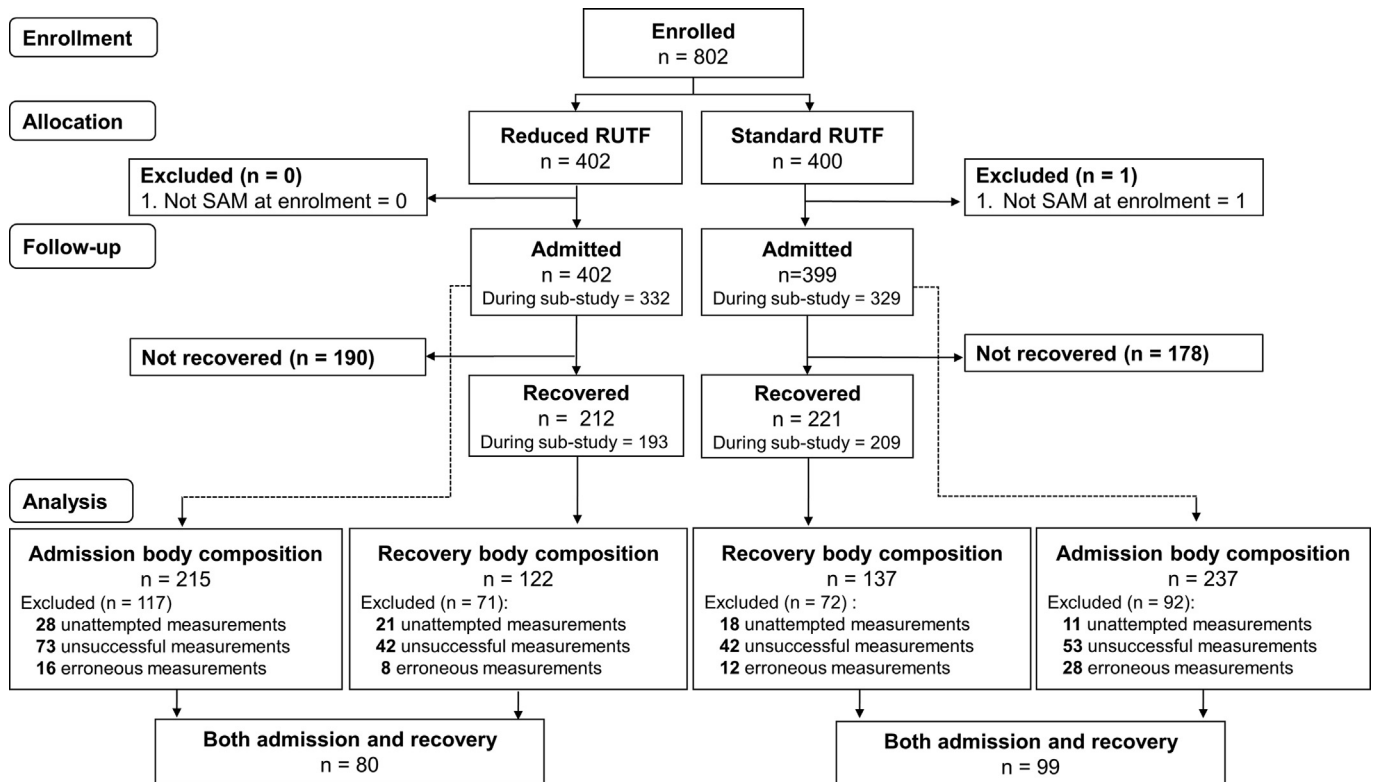 Enrollment
Enrolled
n = 802
Allocation
Reduced RUTF
n = 402
Standard RUTF
n = 400
Excluded (n = 0)
1. Not SAM at enrolment = 0
Excluded (n = 1)
1. Not SAM at enrolment = 1
Follow-up
Admitted
n = 402
During sub-study = 332
Admitted
n=399
During sub-study = 329
Not recovered (n = 190)
Not recovered (n = 178)
Recovered
n = 212
During sub-study = 193
Recovered
n = 221
During sub-study = 209
Analysis
Admission body composition
n = 215
Excluded (n = 117)
28 unattempted measurements
73 unsuccessful measurements
16 erroneous measurements
Recovery body composition
n = 122
Excluded (n = 71):
21 unattempted measurements
42 unsuccessful measurements
8 erroneous measurements
Recovery body composition
n = 137
Excluded (n = 72) :
18 unattempted measurements
42 unsuccessful measurements
12 erroneous measurements
Admission body composition
n = 237
Excluded (n = 92):
11 unattempted measurements
53 unsuccessful measurements
28 erroneous measurements
Both admission and recovery
n = 80
Both admission and recovery
n = 99